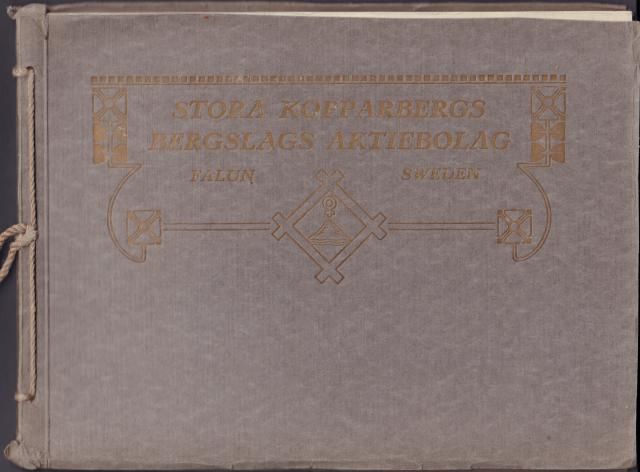 STORA KOPPARBERGS
BERGSLAGS AKTIEBOLAG
FALUN SWEDEN